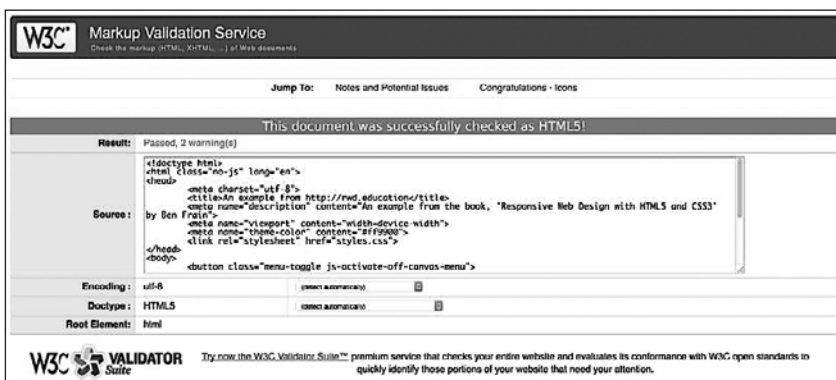 W3C® Markup Validation Service
Check the markup (HTML, XHTML, ...) of Web documents
Jump To: Notes and Potential Issues Congratulations · Icons
This document was successfully checked as HTML5!
Result: Passed, 2 warning(s)
Source :
<!doctype html>
<html class="no-js" lang="en">
<head>
<meta charset="utf-8">
<title>An example from http://rwd.education</title>
<meta name="description" content="An example from the book, 'Responsive Web Design with HTML5 and CSS3'
by Ben Frain">
<meta name="viewport" content="width=device-width">
<meta name="theme-color" content="#ff9900">
<link rel="stylesheet" href="styles.css">
</head>
<body>
<button class="menu-toggle js-activate-off-canvas-menu">
Encoding : utf-8 (detect automatically)
Doctype : HTML5 (detect automatically)
Root Element: html
W3C VALIDATOR Suite Try now the W3C Validator Suite™ premium service that checks your entire website and evaluates its conformance with W3C open standards to
quickly identify those portions of your website that need your attention.